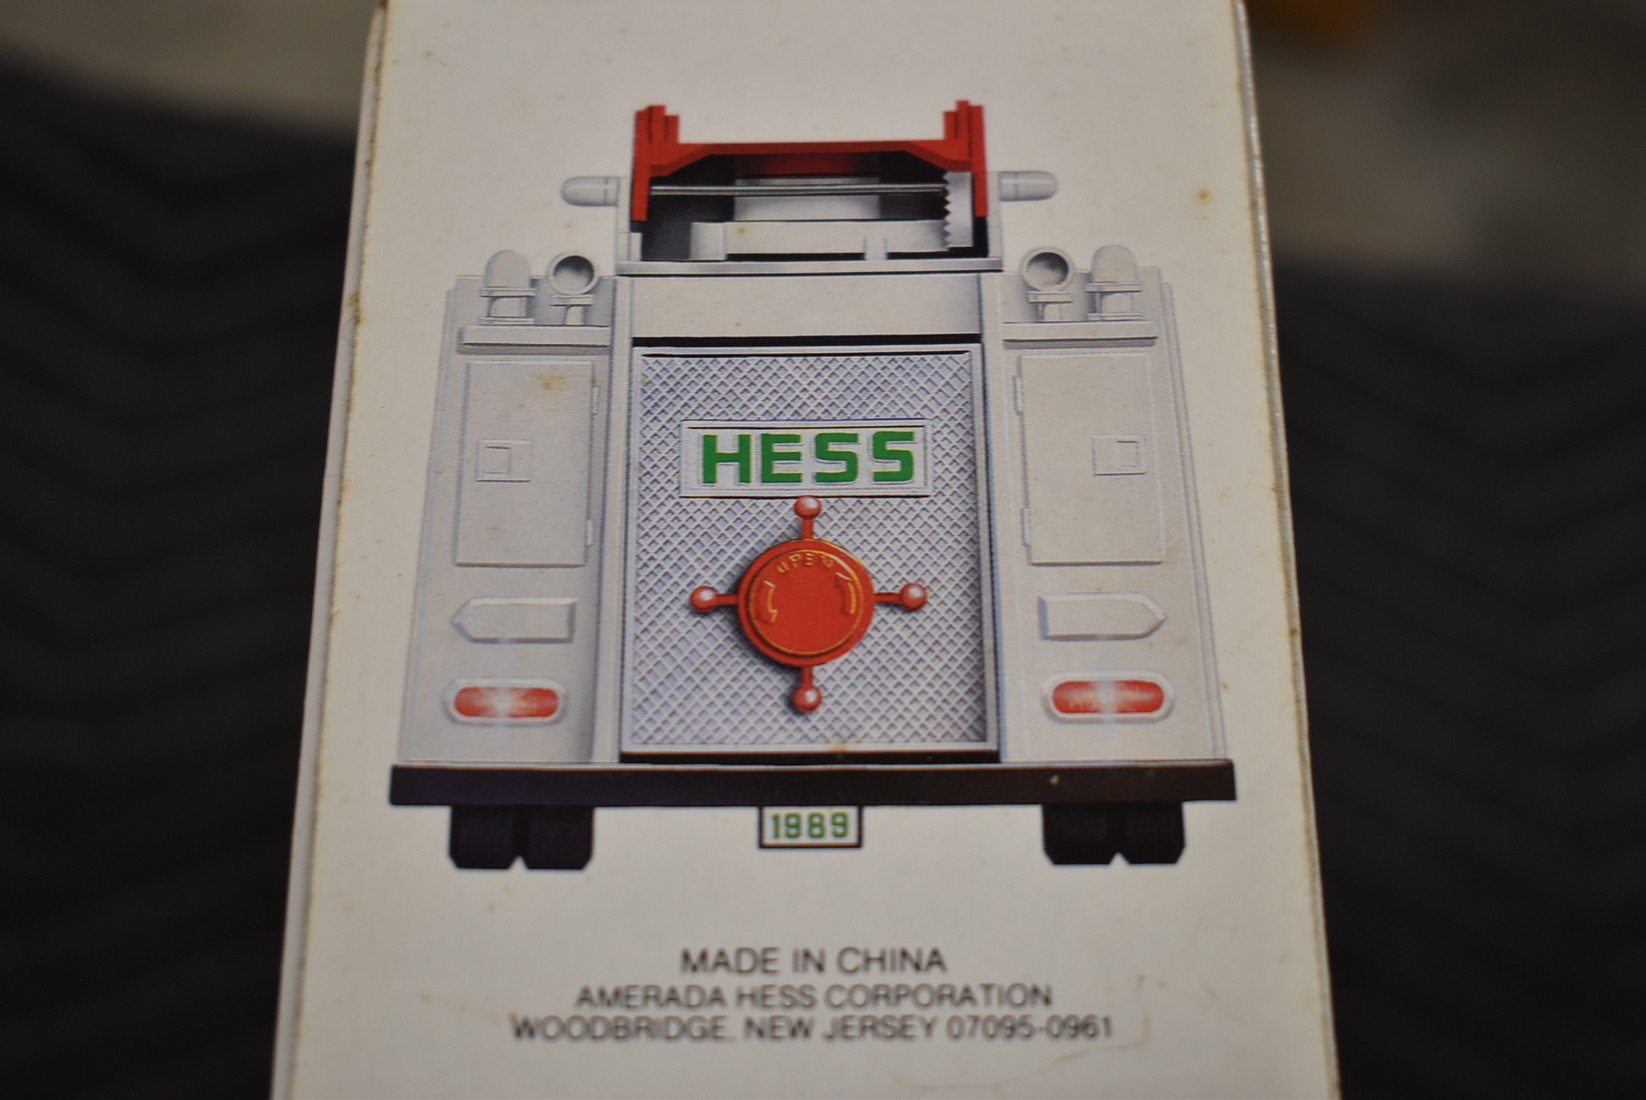 HESS
OPEN
1989
MADE IN CHINA
AMERADA HESS CORPORATION
WOODBRIDGE, NEW JERSEY 07095-0961